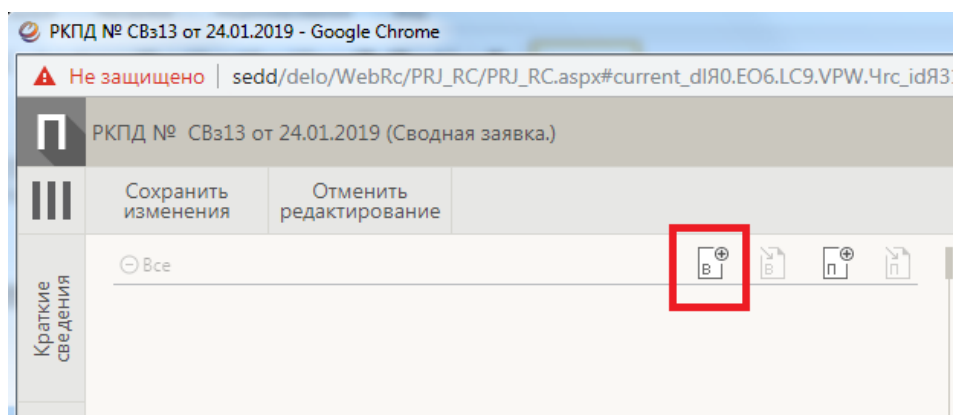 РКПД № СВз13 от 24.01.2019 - Google Chrome
Не защищено | sedd/delo/WebRc/PRJ_RC/PRJ_RC.aspx#current_dlЯ0.EO6.LC9.VPW.Чrc_idЯ31
П РКПД № СВз13 от 24.01.2019 (Сводная заявка.)
Сохранить изменения
Отменить редактирование
Все
В В П П
Краткие
сведения